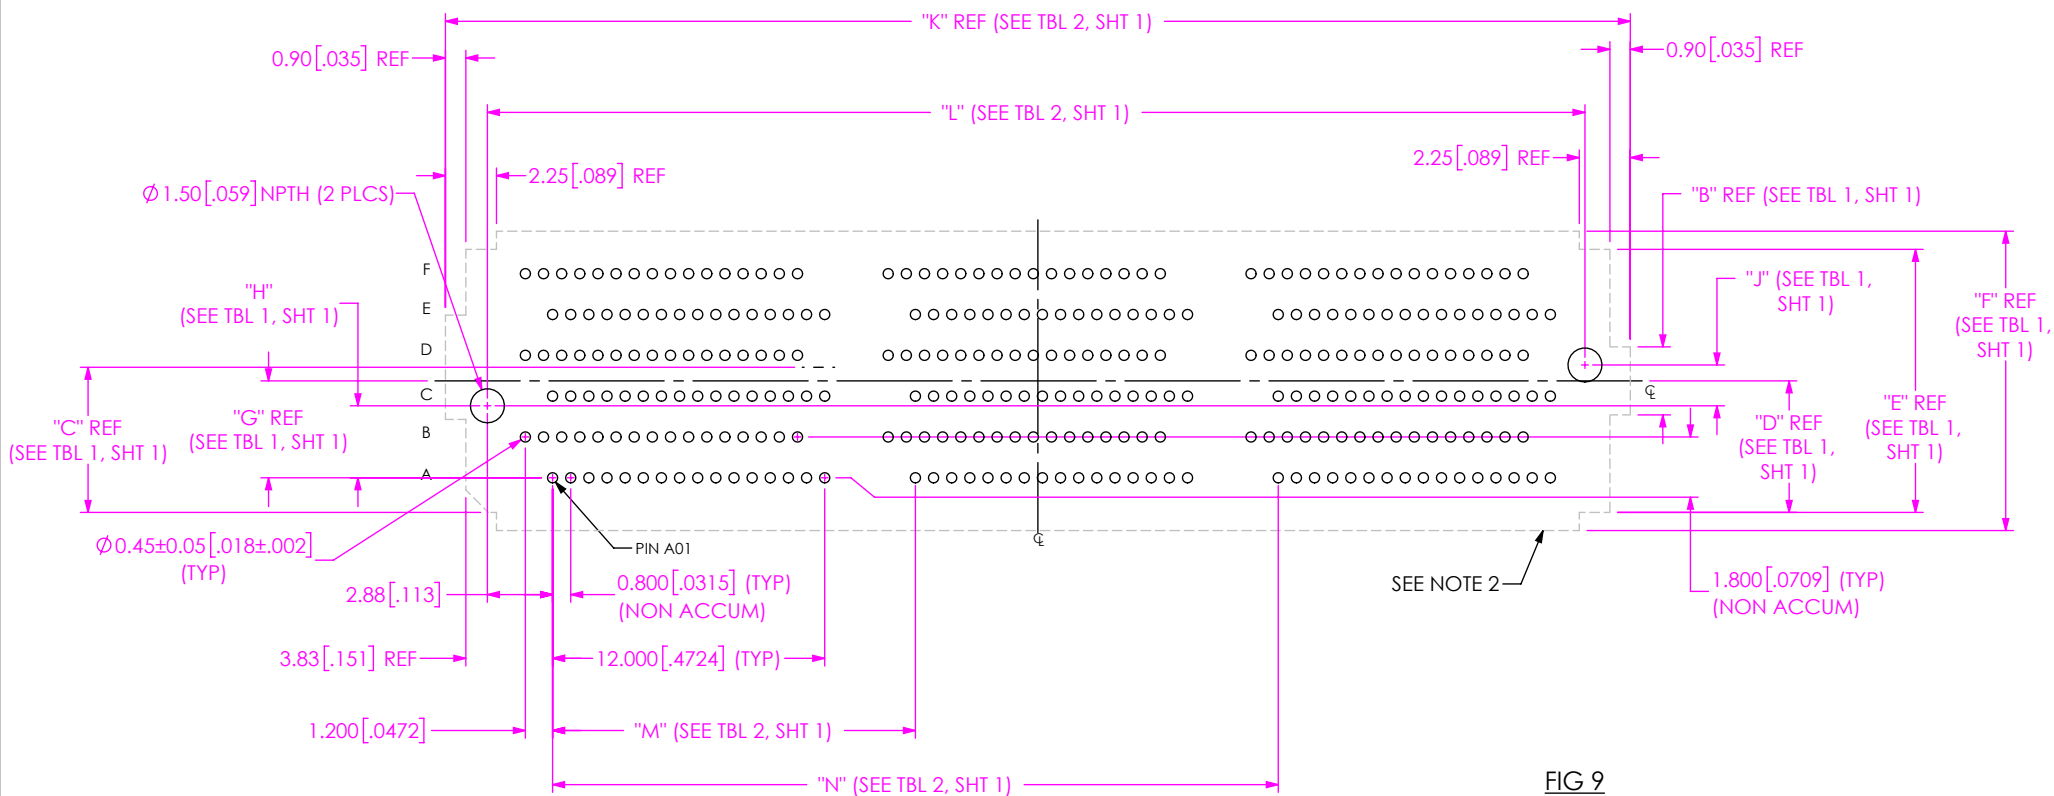 "K" REF (SEE TBL 2, SHT 1)
0.90[.035] REF
0.90[.035] REF
"L" (SEE TBL 2, SHT 1)
2.25[.089] REF
2.25[.089] REF
Ø1.50[.059] NPTH (2 PLCS)
"B" REF (SEE TBL 1, SHT 1)
F
E
D
C
B
A
"H"
(SEE TBL 1, SHT 1)
"J" (SEE TBL 1,
SHT 1)
"F" REF
(SEE TBL 1,
SHT 1)
"G" REF
(SEE TBL 1, SHT 1)
"C" REF
(SEE TBL 1, SHT 1)
℄
"D" REF
(SEE TBL 1,
SHT 1)
"E" REF
(SEE TBL 1,
SHT 1)
℄
Ø0.45±0.05[.018±.002]
(TYP)
PIN A01
2.88[.113]
0.800[.0315] (TYP)
(NON ACCUM)
SEE NOTE 2
1.800[.0709] (TYP)
(NON ACCUM)
3.83[.151] REF
12.000[.4724] (TYP)
1.200[.0472]
"M" (SEE TBL 2, SHT 1)
"N" (SEE TBL 2, SHT 1)
FIG 9